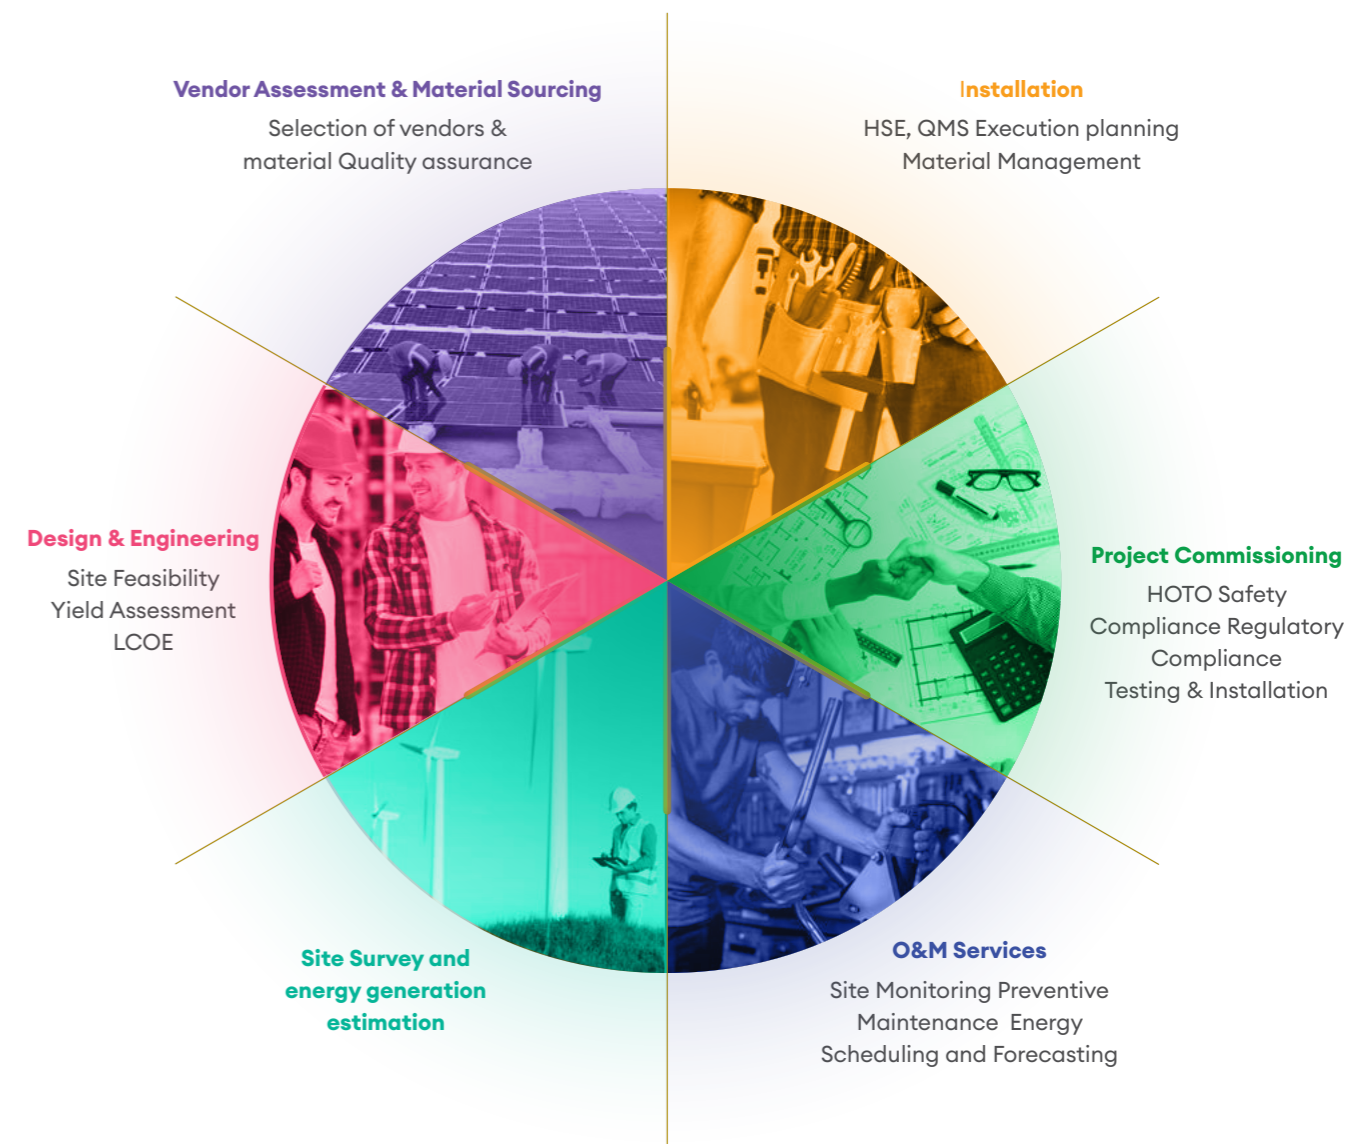 Vendor Assessment & Material Sourcing
Selection of vendors &
material Quality assurance
Installation
HSE, QMS Execution planning
Material Management
Design & Engineering
Site Feasibility
Yield Assessment
LCOE
Project Commissioning
HOTO Safety
Compliance Regulatory
Compliance
Testing & Installation
Site Survey and
energy generation
estimation
O&M Services
Site Monitoring Preventive
Maintenance  Energy
Scheduling and Forecasting